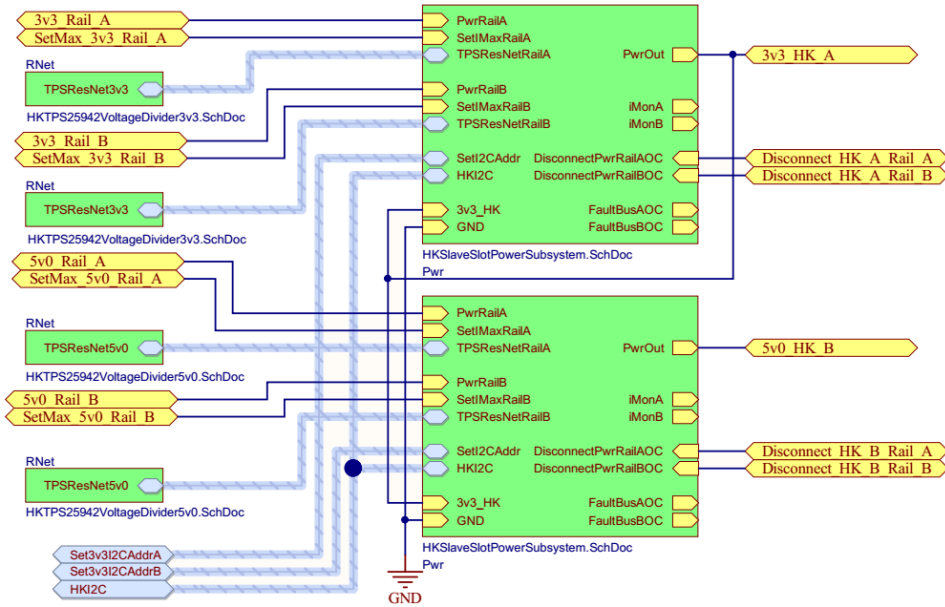 3v3_Rail_A
SetMax_3v3_Rail_A
RNet
TPSResNet3v3
HKTPS25942VoltageDivider3v3.SchDoc
3v3_Rail_B
SetMax_3v3_Rail_B
RNet
TPSResNet3v3
HKTPS25942VoltageDivider3v3.SchDoc
5v0_Rail_A
SetMax_5v0_Rail_A
RNet
TPSResNet5v0
HKTPS25942VoltageDivider5v0.SchDoc
5v0_Rail_B
SetMax_5v0_Rail_B
RNet
TPSResNet5v0
HKTPS25942VoltageDivider5v0.SchDoc
Set3v3I2CAddrA
Set3v3I2CAddrB
HKI2C
PwrRailA
SetIMaxRailA
TPSResNetRailA PwrOut
PwrRailB
SetIMaxRailB iMonA
TPSResNetRailB iMonB
SetI2CAddr DisconnectPwrRailAOC
HKI2C DisconnectPwrRailBOC
3v3_HK FaultBusAOC
GND FaultBusBOC
HKSlaveSlotPowerSubsystem.SchDoc
Pwr
PwrRailA
SetIMaxRailA
TPSResNetRailA PwrOut
PwrRailB
SetIMaxRailB iMonA
TPSResNetRailB iMonB
SetI2CAddr DisconnectPwrRailAOC
HKI2C DisconnectPwrRailBOC
3v3_HK FaultBusAOC
GND FaultBusBOC
HKSlaveSlotPowerSubsystem.SchDoc
Pwr
GND
3v3_HK_A
Disconnect_HK_A_Rail_A
Disconnect_HK_A_Rail_B
5v0_HK_B
Disconnect_HK_B_Rail_A
Disconnect_HK_B_Rail_B